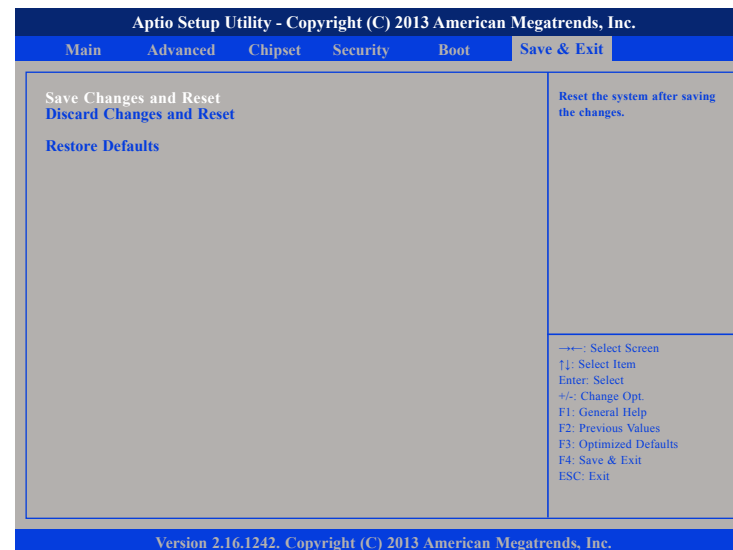 Aptio Setup Utility - Copyright (C) 2013 American Megatrends, Inc.
Main Advanced Chipset Security Boot Save & Exit
Save Changes and Reset
Discard Changes and Reset
Restore Defaults
Reset the system after saving
the changes.
→←: Select Screen
↑↓: Select Item
Enter: Select
+/-: Change Opt.
F1: General Help
F2: Previous Values
F3: Optimized Defaults
F4: Save & Exit
ESC: Exit
Version 2.16.1242. Copyright (C) 2013 American Megatrends, Inc.